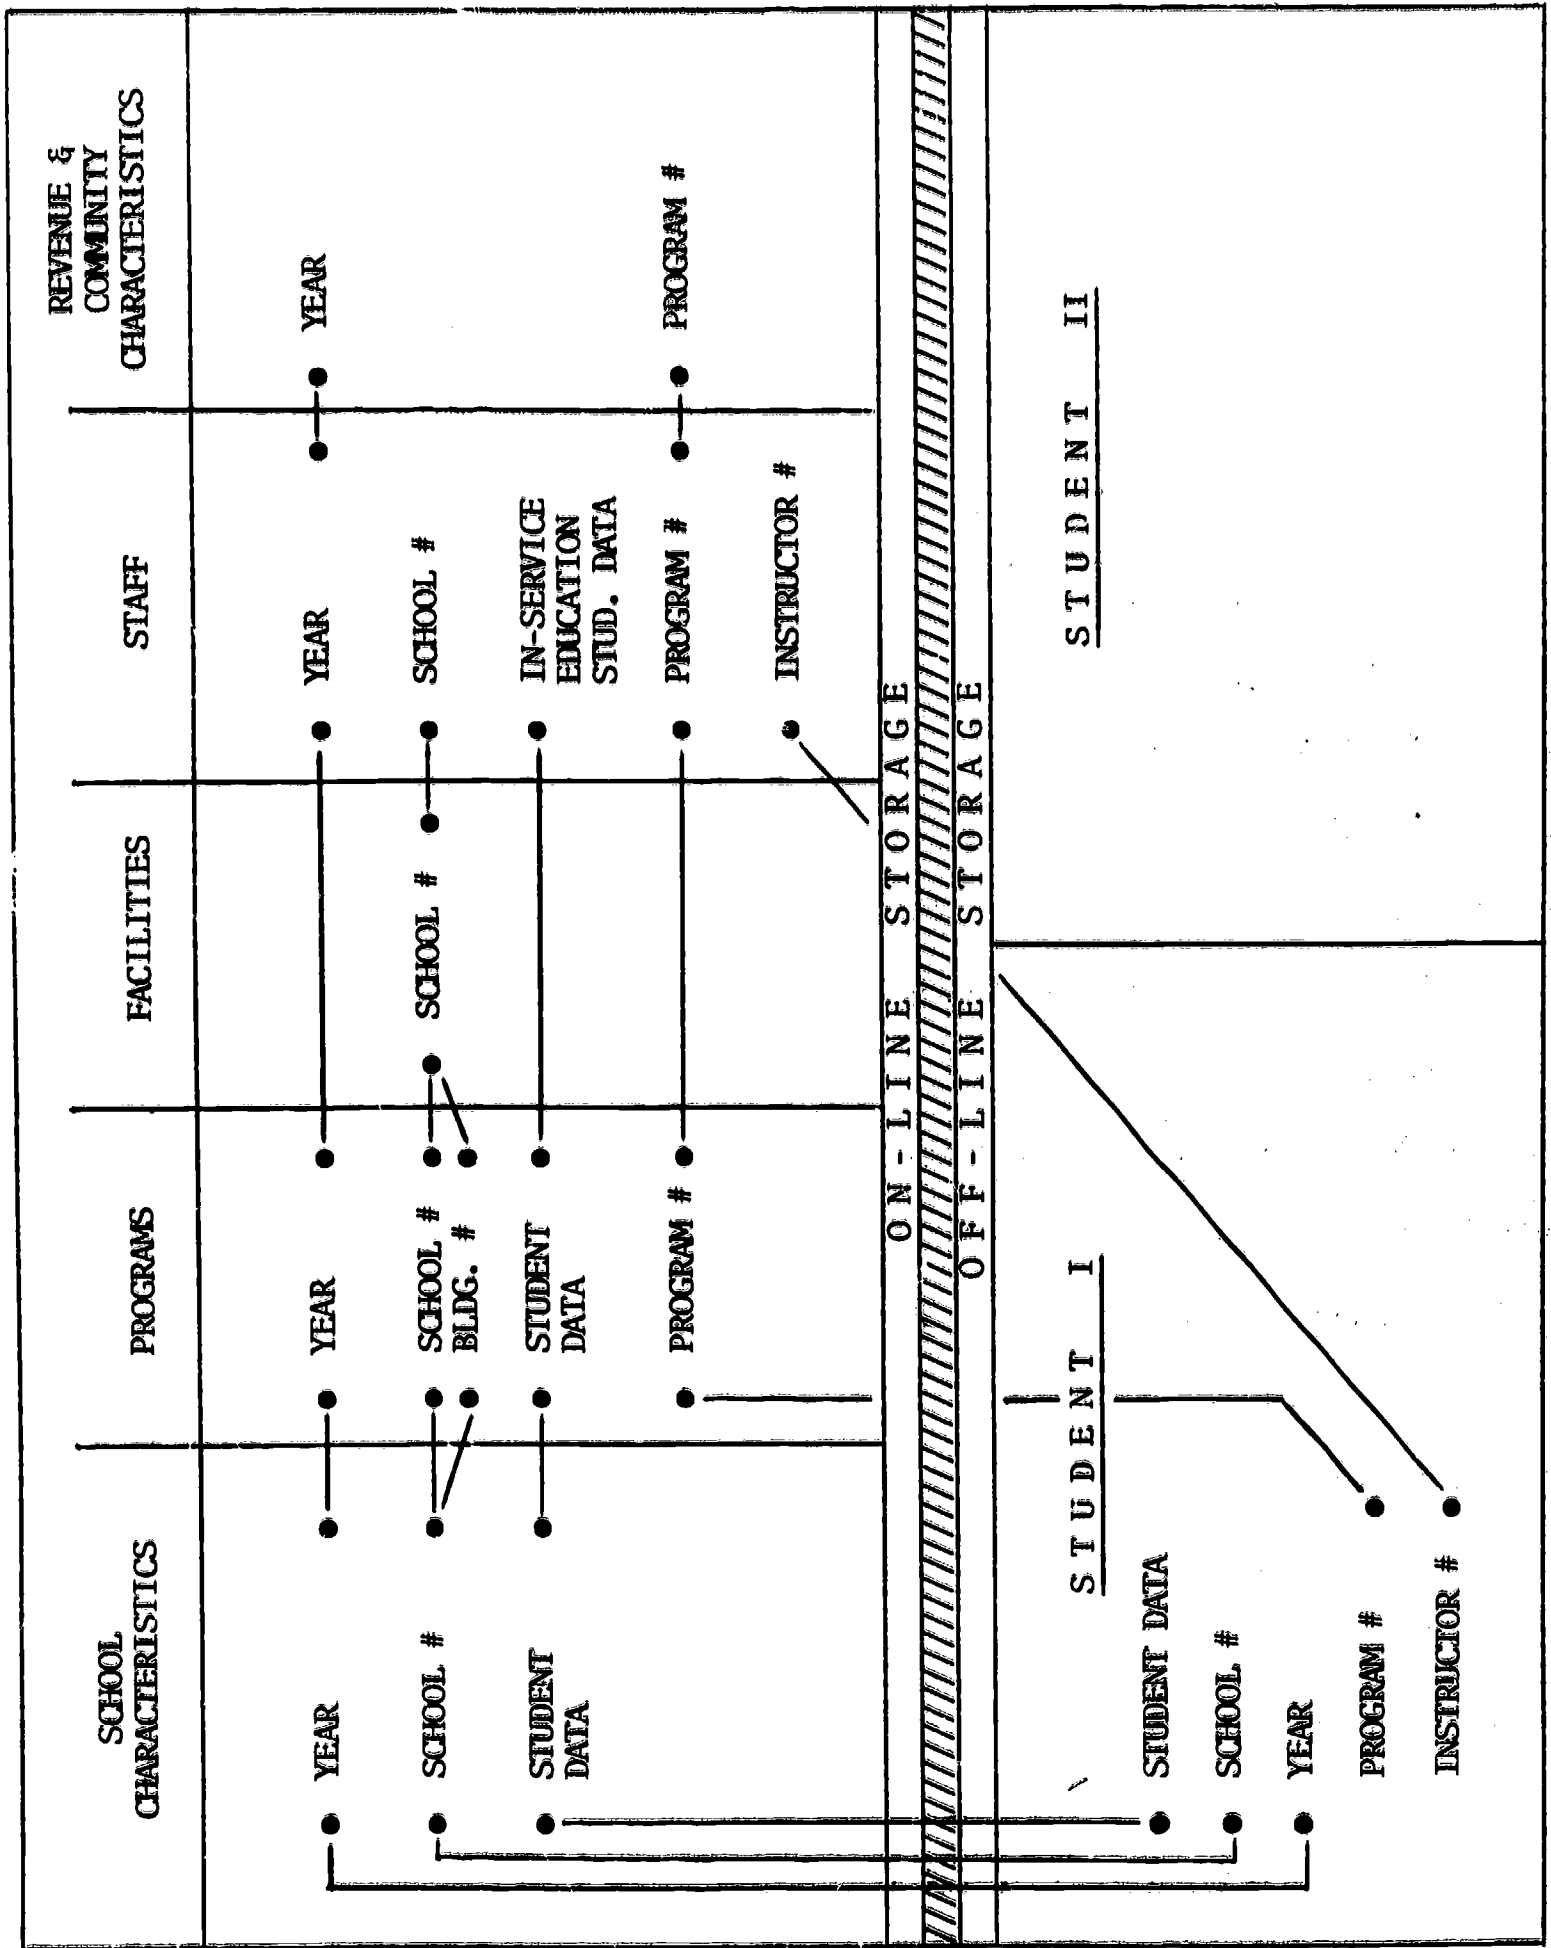 SCHOOL
CHARACTERISTICS
PROGRAMS
FACILITIES
STAFF
REVENUE &
COMMUNITY
CHARACTERISTICS
YEAR
SCHOOL #
STUDENT
DATA
YEAR
SCHOOL #
BLDG. #
STUDENT
DATA
PROGRAM #
SCHOOL #
YEAR
SCHOOL #
IN-SERVICE
EDUCATION
STUD. DATA
PROGRAM #
INSTRUCTOR #
YEAR
PROGRAM #
ON-LINE STORAGE
OFF-LINE STORAGE
STUDENT I
STUDENT DATA
SCHOOL #
YEAR
PROGRAM #
INSTRUCTOR #
STUDENT II